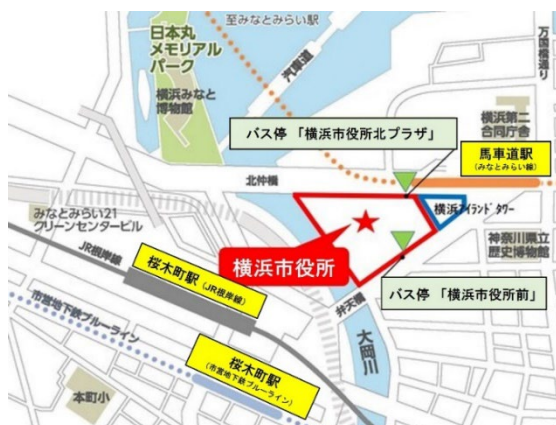 至みなとみらい駅
日本丸
メモリアル
パーク
汽車道
万国橋通り
横浜みなと
博物館
横浜第二
合同庁舎
バス停 「横浜市役所北プラザ」
馬車道駅
(みなとみらい線)
北仲橋
横浜アイランドタワー
みなとみらい21
クリーンセンタービル
神奈川県立
歴史博物館
JR根岸線
横浜市役所
桜木町駅 (JR根岸線)
バス停 「横浜市役所前」
弁天橋
市営地下鉄ブルーライン
大岡川
桜木町駅
(市営地下鉄ブルーライン)
本町小